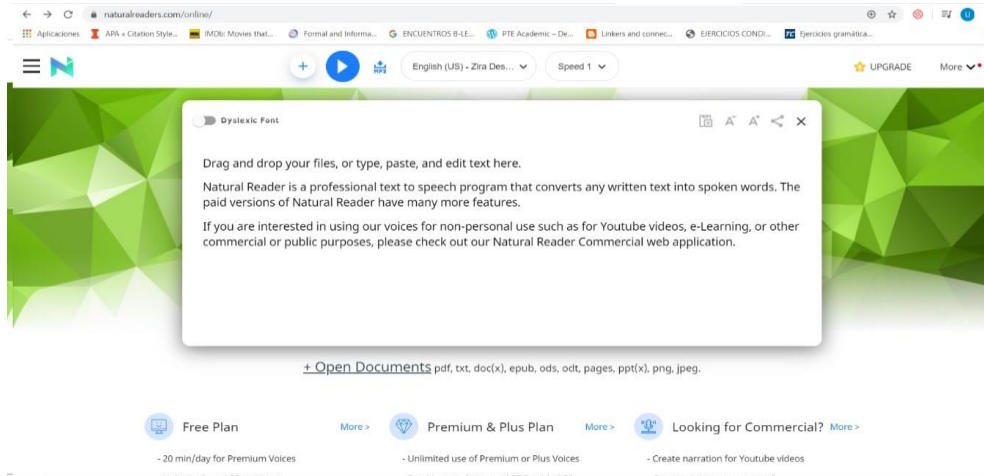 naturalreaders.com/online/
Aplicaciones APA « Citation Style... IMDb: Movies that... Formal and Informa... ENCUENTROS B-LE... PTE Academic – De... Linkers and connec... EJERCICIOS CONDI... Ejercicios gramática...
MP3 English (US) - Zira Des... Speed 1 UPGRADE More
Dyslexic Font
Drag and drop your files, or type, paste, and edit text here.
Natural Reader is a professional text to speech program that converts any written text into spoken words. The
paid versions of Natural Reader have many more features.
If you are interested in using our voices for non-personal use such as for Youtube videos, e-Learning, or other
commercial or public purposes, please check out our Natural Reader Commercial web application.
+ Open Documents pdf, txt, doc(x), epub, ods, odt, pages, ppt(x), png, jpeg.
Free Plan More > Premium & Plus Plan More > Looking for Commercial? More >
- 20 min/day for Premium Voices - Unlimited use of Premium or Plus Voices - Create narration for Youtube videos